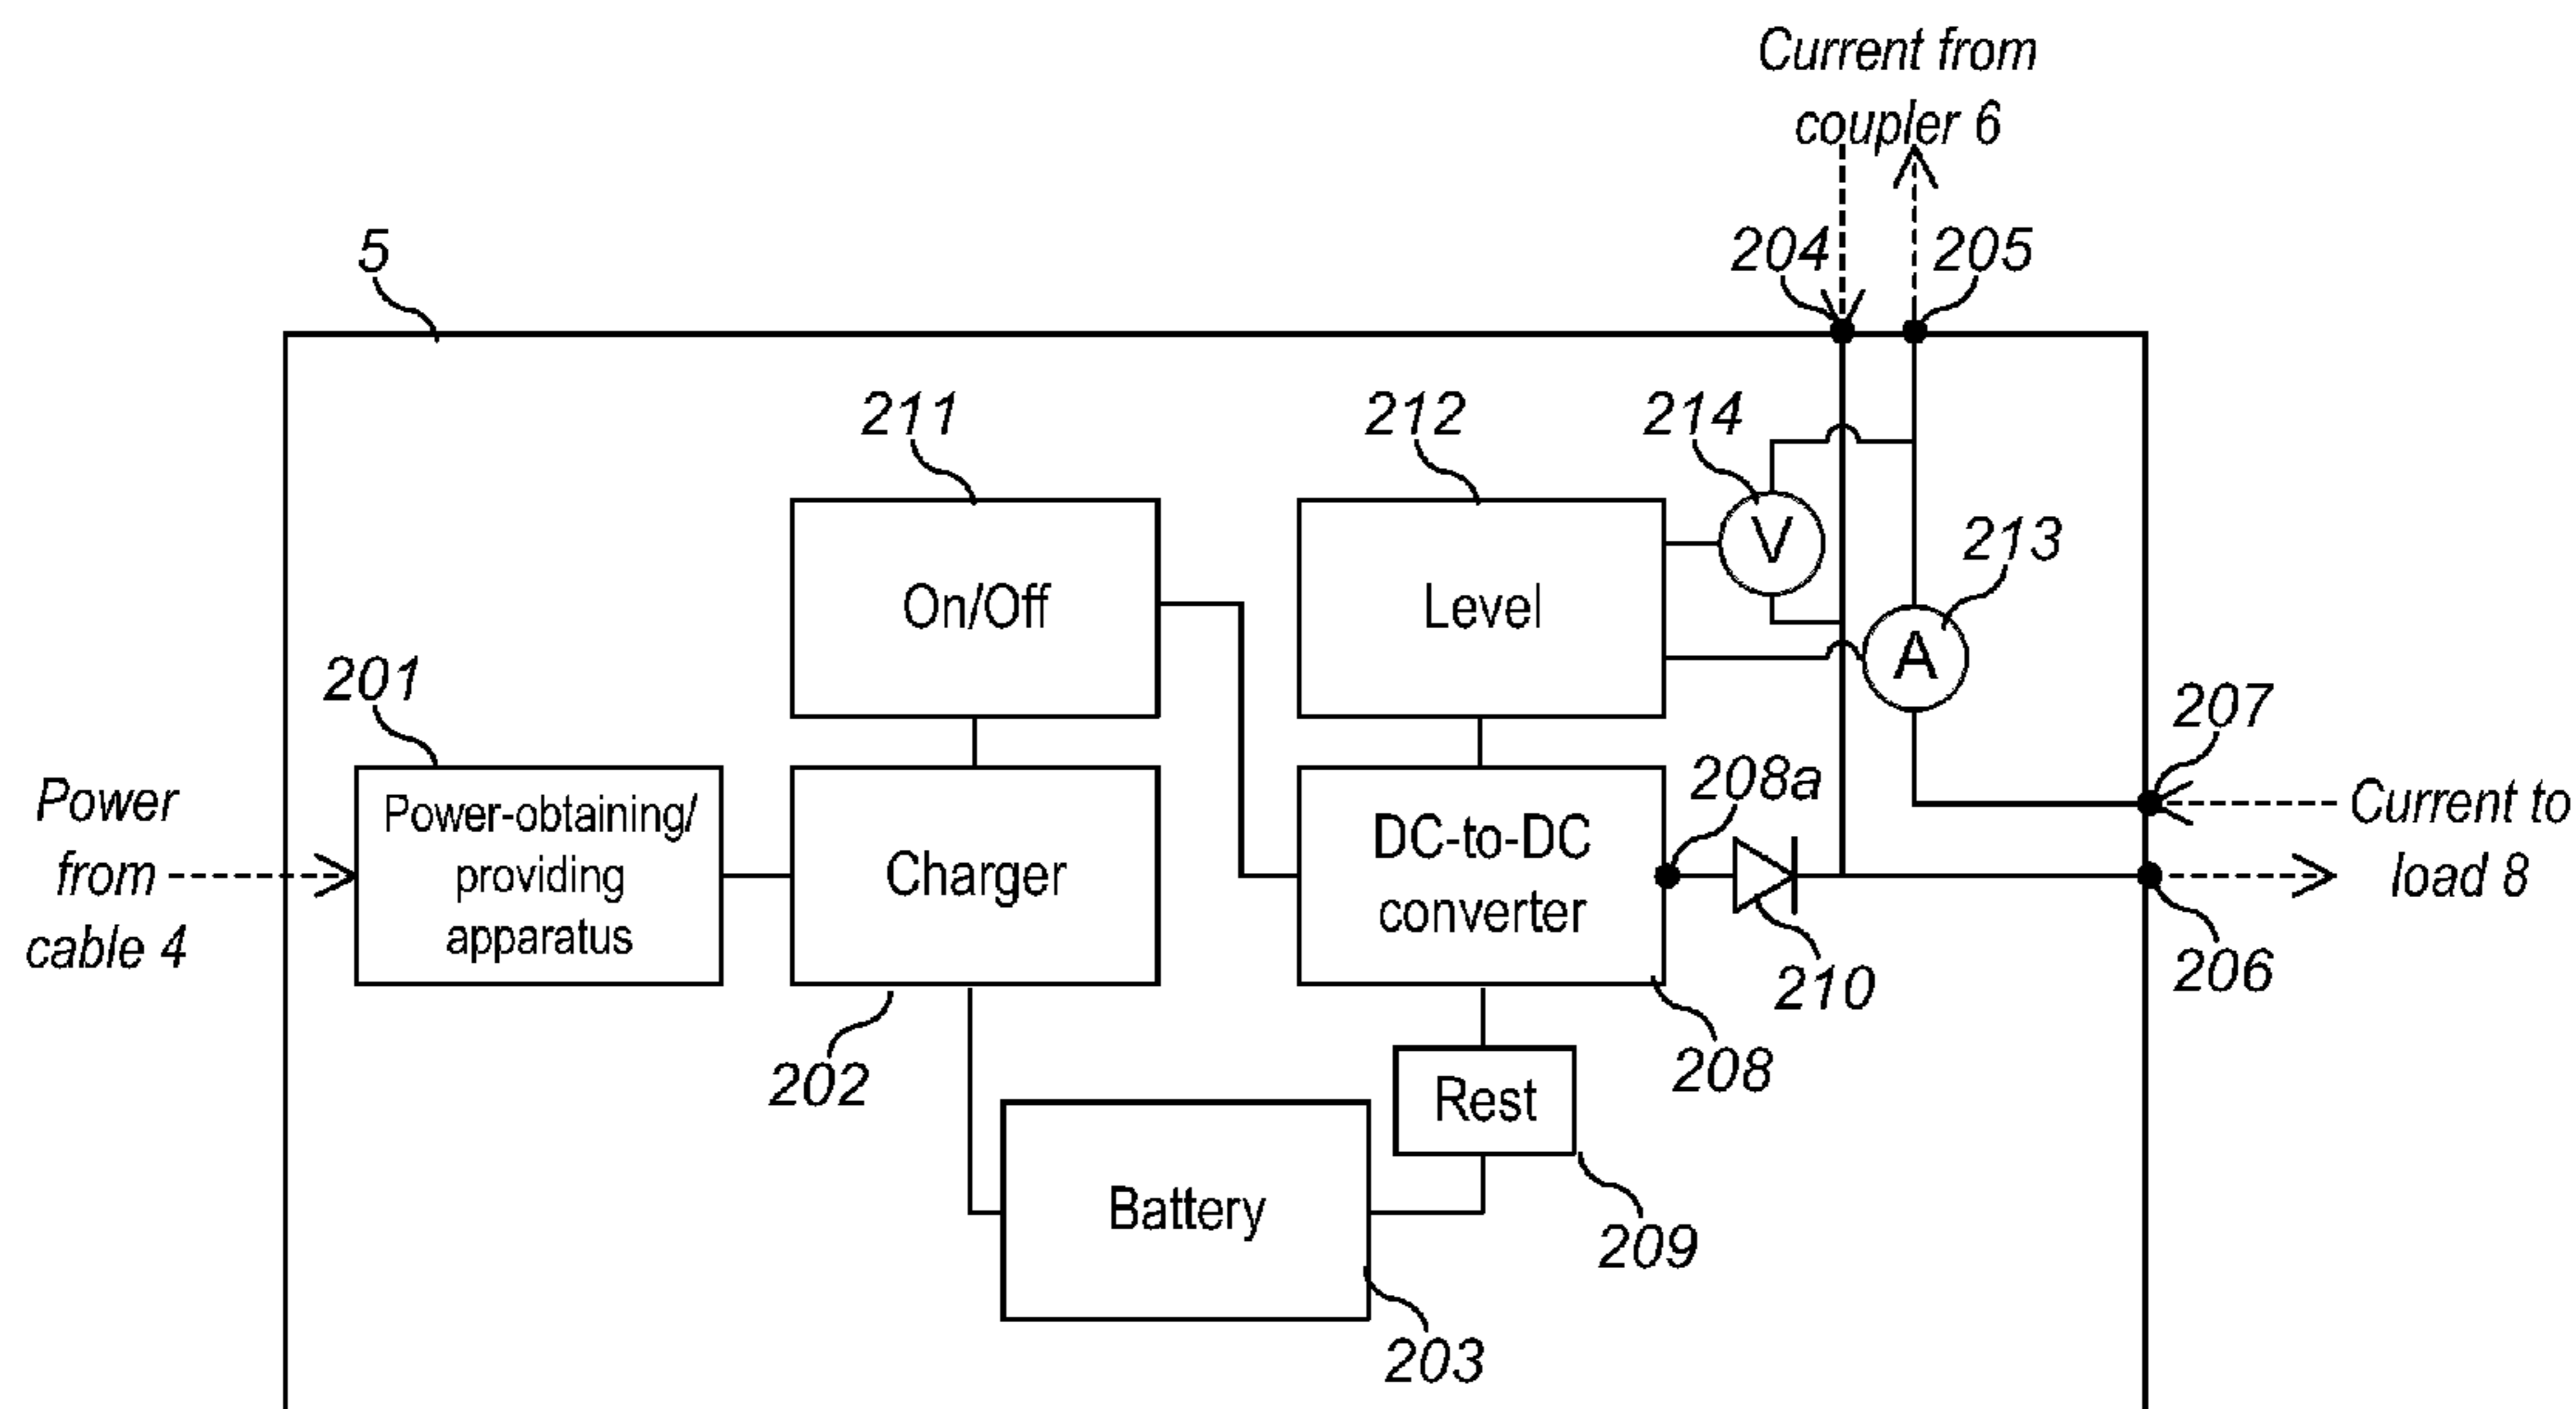 Current from
coupler 6
204
205
5
211
212
214
213
V
On/Off
Level
A
201
207
Power
from
cable 4
Power-obtaining/
providing
apparatus
Charger
DC-to-DC
converter
208a
Current to
load 8
210
206
202
208
Rest
Battery
209
203